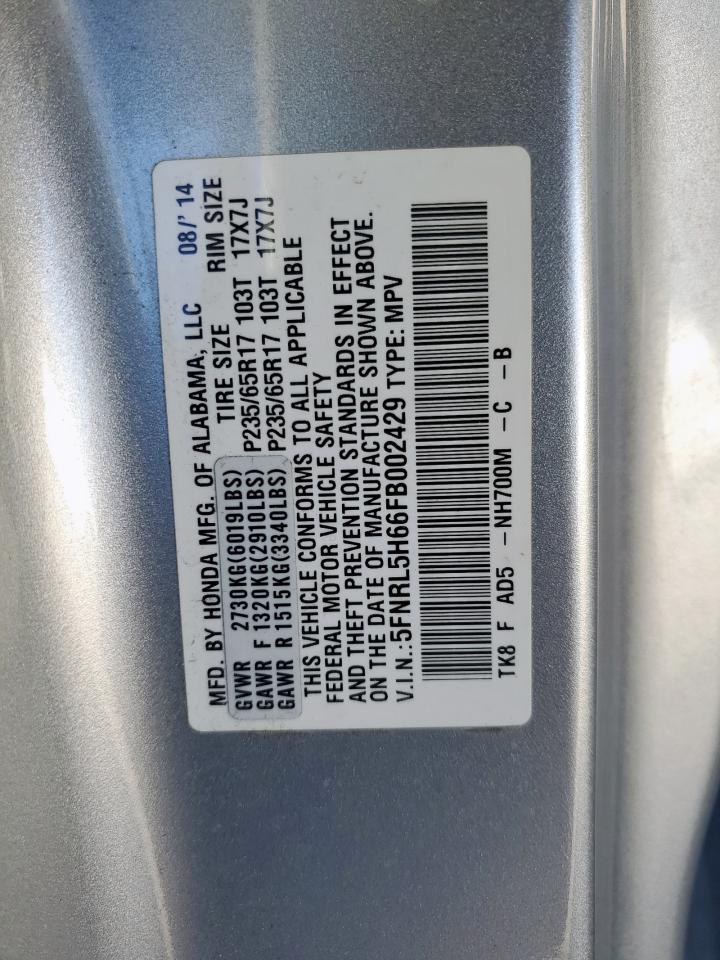 MFD. BY HONDA MFG. OF ALABAMA, LLC 08/'14
TIRE SIZE RIM SIZE
GVWR 2730KG(6019LBS)
GAWR F 1320KG(2910LBS) P235/65R17 103T 17X7J
GAWR R 1515KG(3340LBS) P235/65R17 103T 17X7J
THIS VEHICLE CONFORMS TO ALL APPLICABLE
FEDERAL MOTOR VEHICLE SAFETY
AND THEFT PREVENTION STANDARDS IN EFFECT
ON THE DATE OF MANUFACTURE SHOWN ABOVE.
V.I.N.: 5FNRL5H66FB002429 TYPE: MPV
TK8 F AD5 -NH700M -C -B